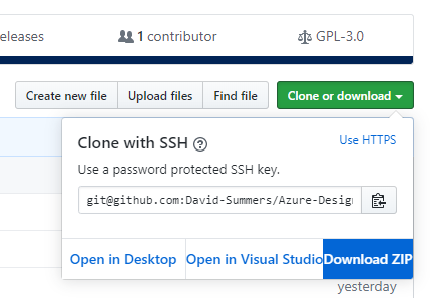 eleases 1 contributor GPL-3.0
Create new file Upload files Find file Clone or download
Clone with SSH Use HTTPS
Use a password protected SSH key.
git@github.com:David-Summers/Azure-Desig
Open in Desktop Open in Visual Studio Download ZIP
yesterday